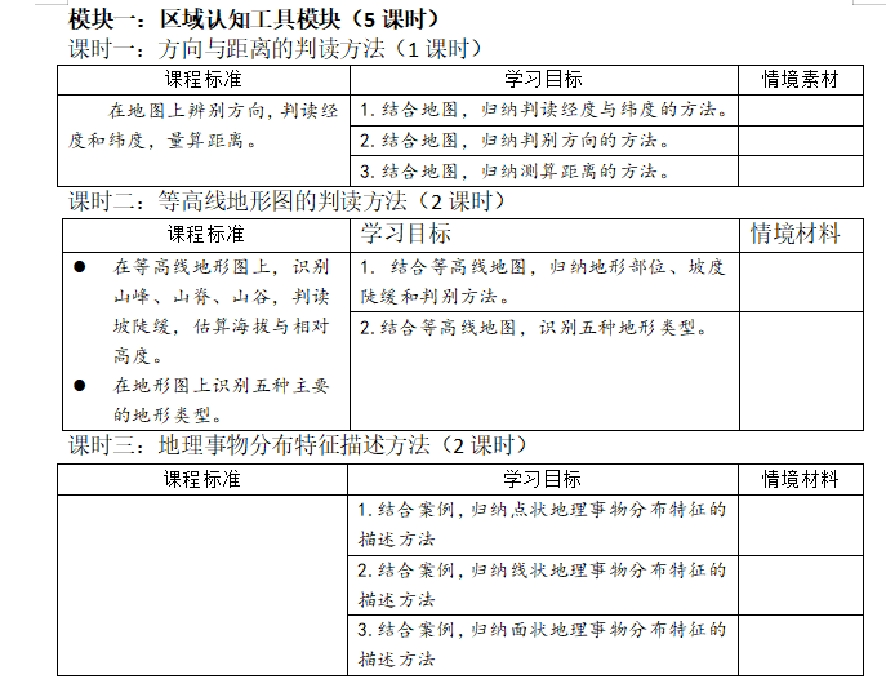 模块一：区域认知工具模块（5 课时）
课时一：方向与距离的判读方法（1 课时）
课程标准 学习目标 情境素材
在地图上辨别方向，判读经
度和纬度，量算距离。
1. 结合地图，归纳判读经度与纬度的方法。
2. 结合地图，归纳判别方向的方法。
3. 结合地图，归纳测算距离的方法。
课时二：等高线地形图的判读方法（2 课时）
课程标准 学习目标 情境材料
● 在等高线地形图上，识别
山峰、山脊、山谷，判读
坡陡缓，估算海拔与相对
高度。
● 在地形图上识别五种主要
的地形类型。
1. 结合等高线地图，归纳地形部位、坡度
陡缓和判别方法。
2.结合等高线地图，识别五种地形类型。
课时三：地理事物分布特征描述方法（2 课时）
课程标准 学习目标 情境材料
1.结合案例，归纳点状地理事物分布特征的
描述方法
2.结合案例，归纳线状地理事物分布特征的
描述方法
3.结合案例，归纳面状地理事物分布特征的
描述方法